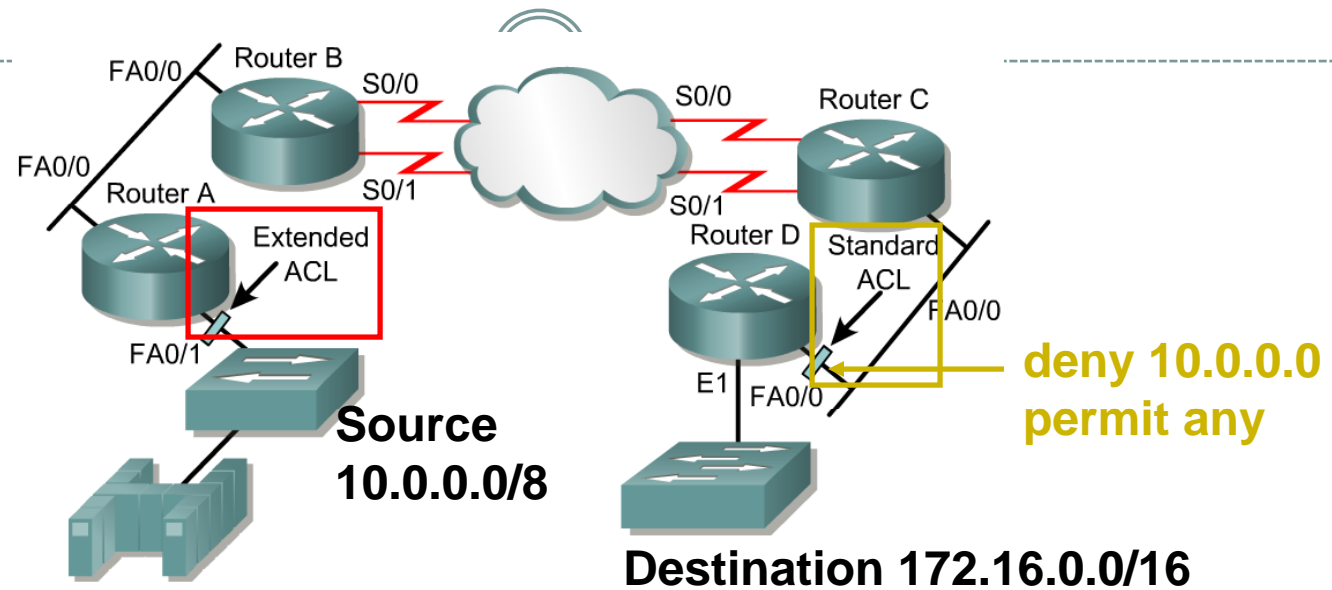 Router B
FA0/0
S0/0
S0/0
Router C
FA0/0
S0/1
Router A
S0/1
Router D
Extended
ACL
Standard
ACL
FA0/0
FA0/1
deny 10.0.0.0
permit any
E1
FA0/0
Source
10.0.0.0/8
Destination 172.16.0.0/16